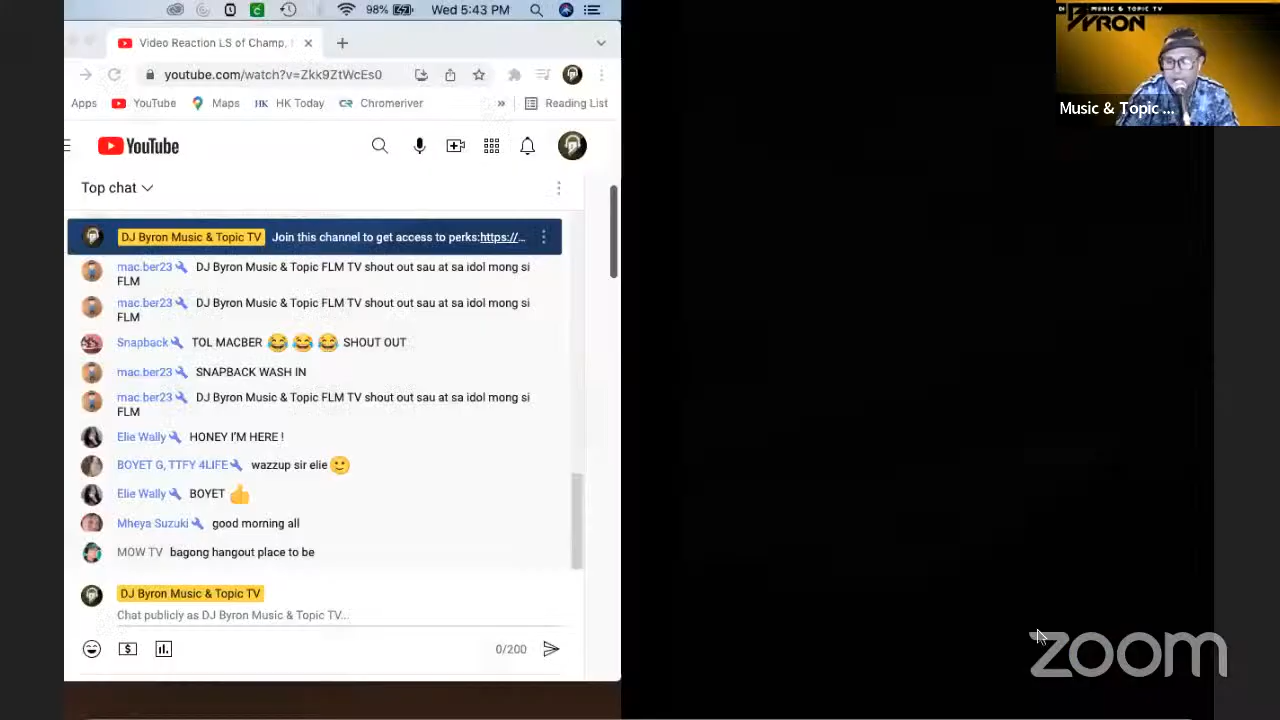 98%
Wed 5:43 PM
Video Reaction LS of Champ,
youtube.com/watch?v=Zkk9ZtWcEs0
Apps YouTube Maps HK HK Today CR Chromeriver » Reading List
YouTube
Top chat
DJ Byron Music & Topic TV Join this channel to get access to perks:https://...
mac.ber23 DJ Byron Music & Topic FLM TV shout out sau at sa idol mong si
FLM
mac.ber23 DJ Byron Music & Topic FLM TV shout out sau at sa idol mong si
FLM
Snapback TOL MACBER 😂 😂 😂 SHOUT OUT
mac.ber23 SNAPBACK WASH IN
mac.ber23 DJ Byron Music & Topic FLM TV shout out sau at sa idol mong si
FLM
Elie Wally HONEY I'M HERE !
BOYET G, TTFY 4LIFE wazzup sir elie 🙂
Elie Wally BOYET 👍
Mheya Suzuki good morning all
MOW TV bagong hangout place to be
DJ Byron Music & Topic TV
Chat publicly as DJ Byron Music & Topic TV...
0/200
DJ MUSIC & TOPIC TV
BYRON
Music & Topic ...
zoom